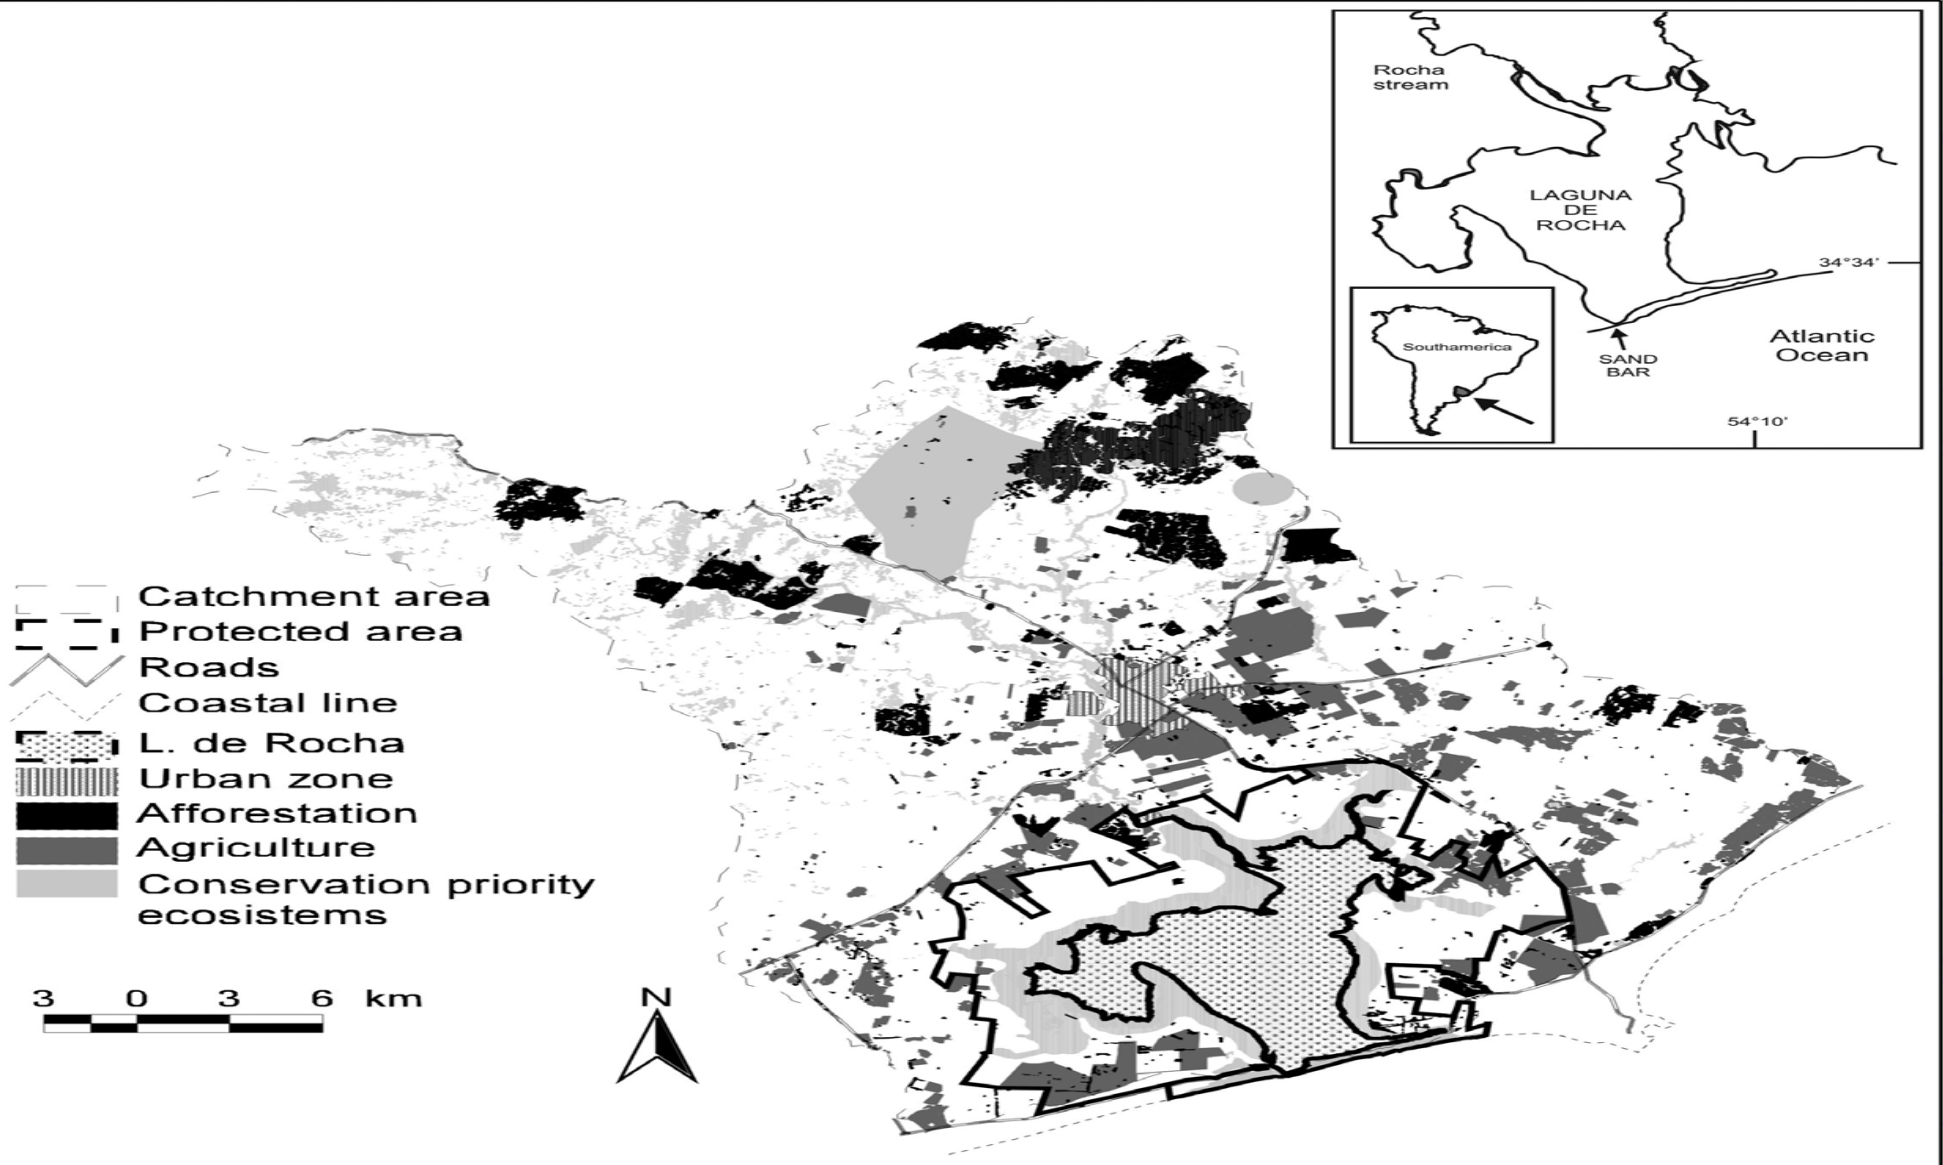 Rocha
stream
LAGUNA
DE
ROCHA
34°34'
Southamerica
SAND
BAR
Atlantic
Ocean
54°10'
Catchment area
Protected area
Roads
Coastal line
L. de Rocha
Urban zone
Afforestation
Agriculture
Conservation priority
ecosistems
3 0 3 6 km
N